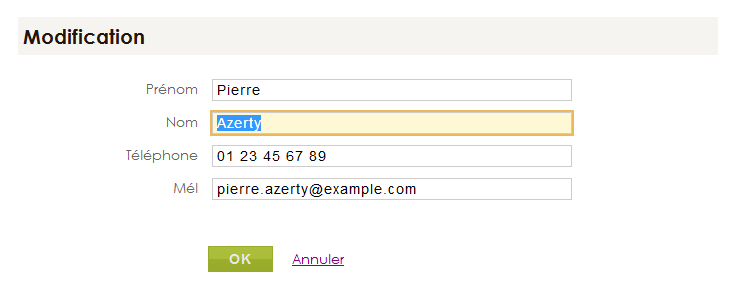 Modification
Prénom Pierre
Nom Azerty
Téléphone 01 23 45 67 89
Mél pierre.azerty@example.com
OK Annuler